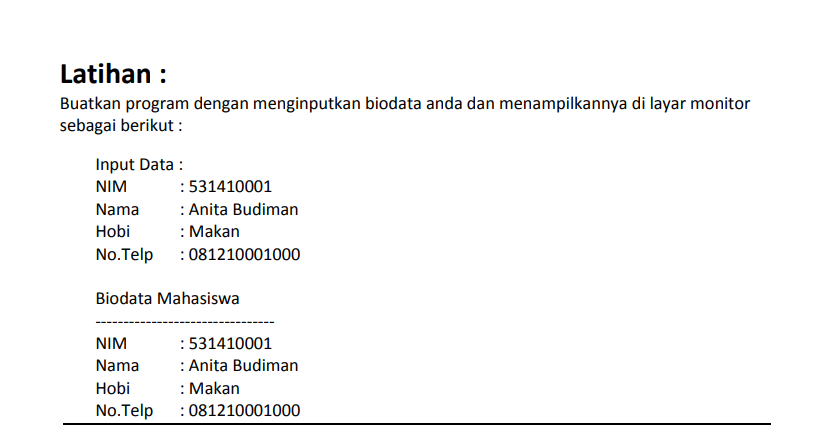 Latihan :
Buatkan program dengan menginputkan biodata anda dan menampilkannya di layar monitor
sebagai berikut :
Input Data :
NIM : 531410001
Nama : Anita Budiman
Hobi : Makan
No.Telp : 081210001000
Biodata Mahasiswa
--------------------------------
NIM : 531410001
Nama : Anita Budiman
Hobi : Makan
No.Telp : 081210001000